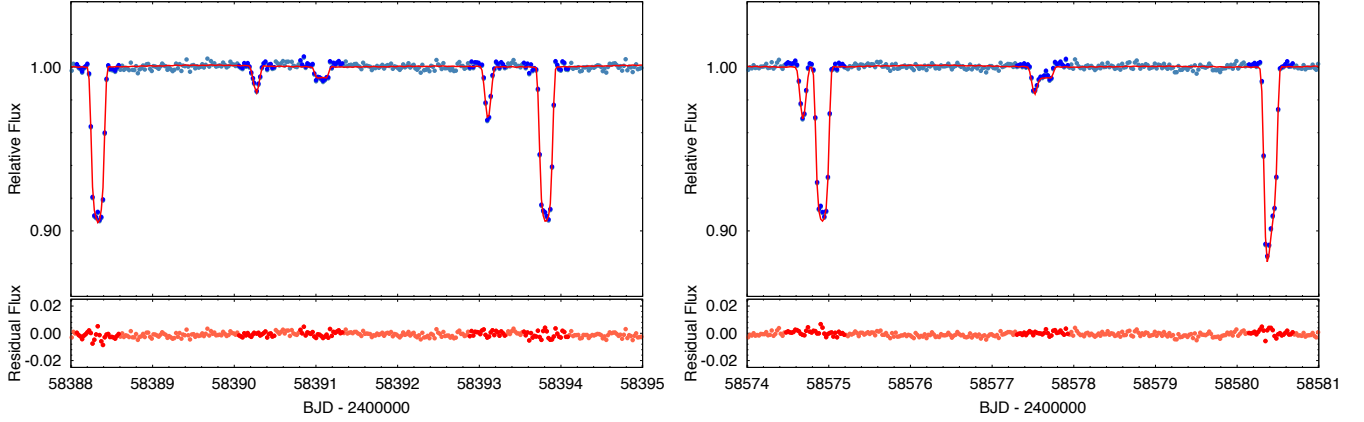 1.00
0.90
Relative Flux
0.02
0.00
-0.02
Residual Flux
58388 58389 58390 58391 58392 58393 58394 58395
BJD - 2400000
1.00
0.90
Relative Flux
0.02
0.00
-0.02
Residual Flux
58574 58575 58576 58577 58578 58579 58580 58581
BJD - 2400000